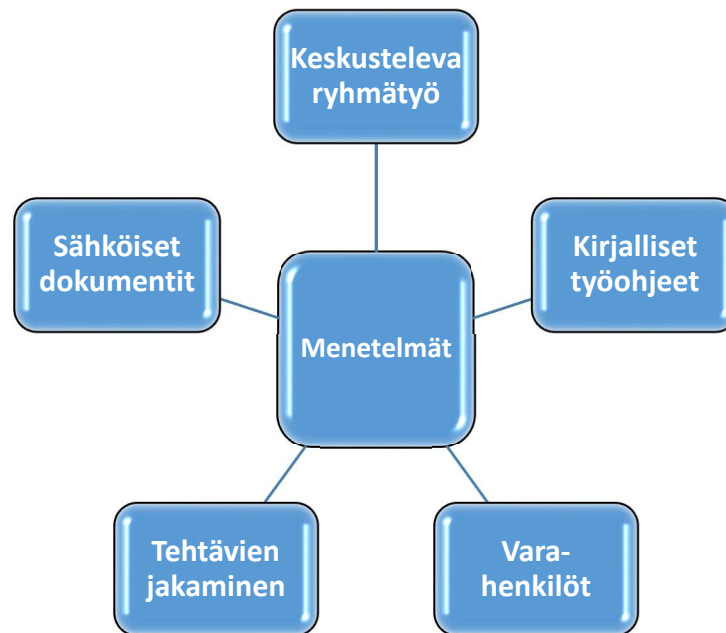 Keskusteleva
ryhmätyö
Sähköiset
dokumentit
Kirjalliset
työohjeet
Menetelmät
Tehtävien
jakaminen
Vara-
henkilöt